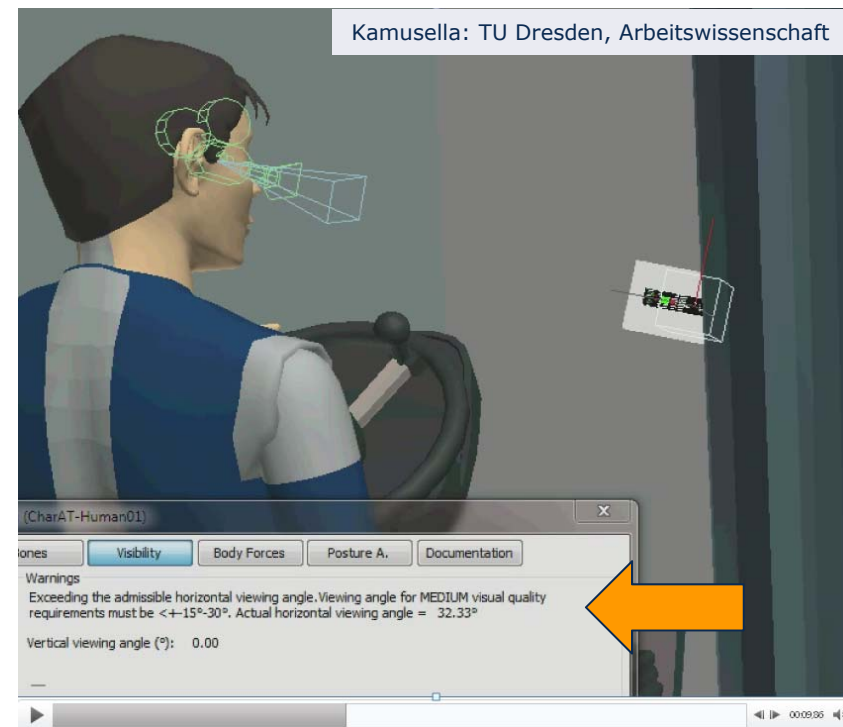 Kamusella: TU Dresden, Arbeitswissenschaft
(CharAT-Human01)
ones
Visibility
Body Forces
Posture A.
Documentation
Warnings
Exceeding the admissible horizontal viewing angle.Viewing angle for MEDIUM visual quality
requirements must be <+-15°-30°. Actual horizontal viewing angle = 32.33°
Vertical viewing angle (°): 0.00